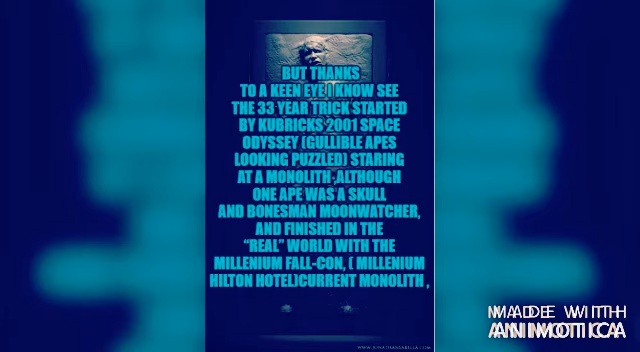 BUT THANKS
TO A KEEN EYE I KNOW SEE
THE 33 YEAR TRICK STARTED
BY KUBRICKS 2001 SPACE
ODYSSEY (GULLIBLE APES
LOOKING PUZZLED) STARING
AT A MONOLITH ,ALTHOUGH
ONE APE WAS A SKULL
AND BONESMAN MOONWATCHER,
AND FINISHED IN THE
“REAL” WORLD WITH THE
MILLENIUM FALL-CON, ( MILLENIUM
HILTON HOTEL)CURRENT MONOLITH ,
MADE WITH
ANIMOTICA